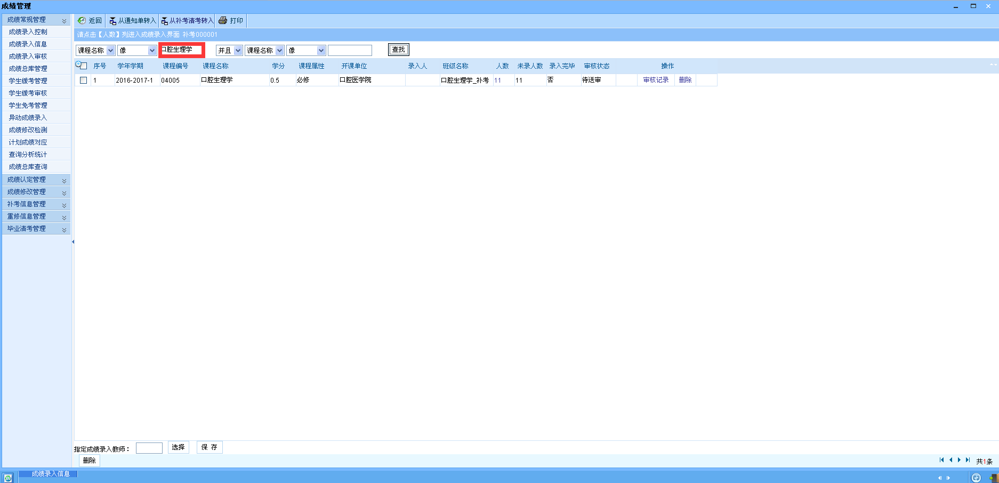 成绩管理
成绩常规管理
成绩录入控制
成绩录入信息
成绩录入审核
成绩总库管理
学生缓考管理
学生缓考审核
学生免考管理
异动成绩录入
成绩修改检测
计划成绩对应
查询分析统计
成绩总库查询
成绩认定管理
成绩修改管理
补考信息管理
重修信息管理
毕业清考管理
返回 从通知单转入 从补考清考转入 打印
请点击【人数】列进入成绩录入界面 补考000001
课程名称 像 口腔生理学 并且 课程名称 像 查找
序号 学年学期 课程编号 课程名称 学分 课程属性 开课单位 录入人 班级名称 人数 未录人数 录入完毕 审核状态 操作
1 2016-2017-1 04005 口腔生理学 0.5 必修 口腔医学院 口腔生理学_补考 11 11 否 待送审 审核记录 删除
指定成绩录入教师： 选择 保 存
删除
共1条
成绩录入信息